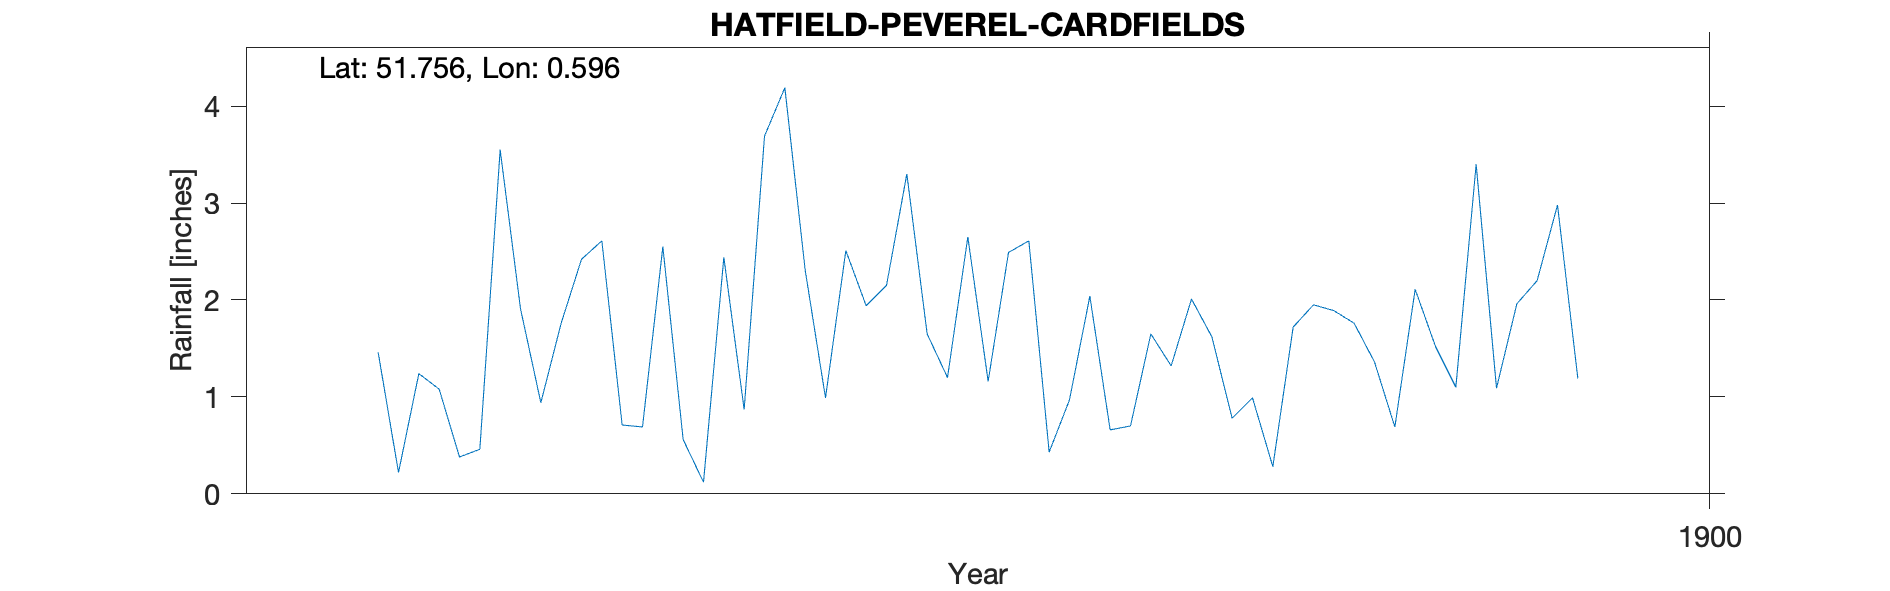 HATFIELD-PEVEREL-CARDFIELDS
Lat: 51.756, Lon: 0.596
4
3
2
1
0
Rainfall [inches]
1900
Year